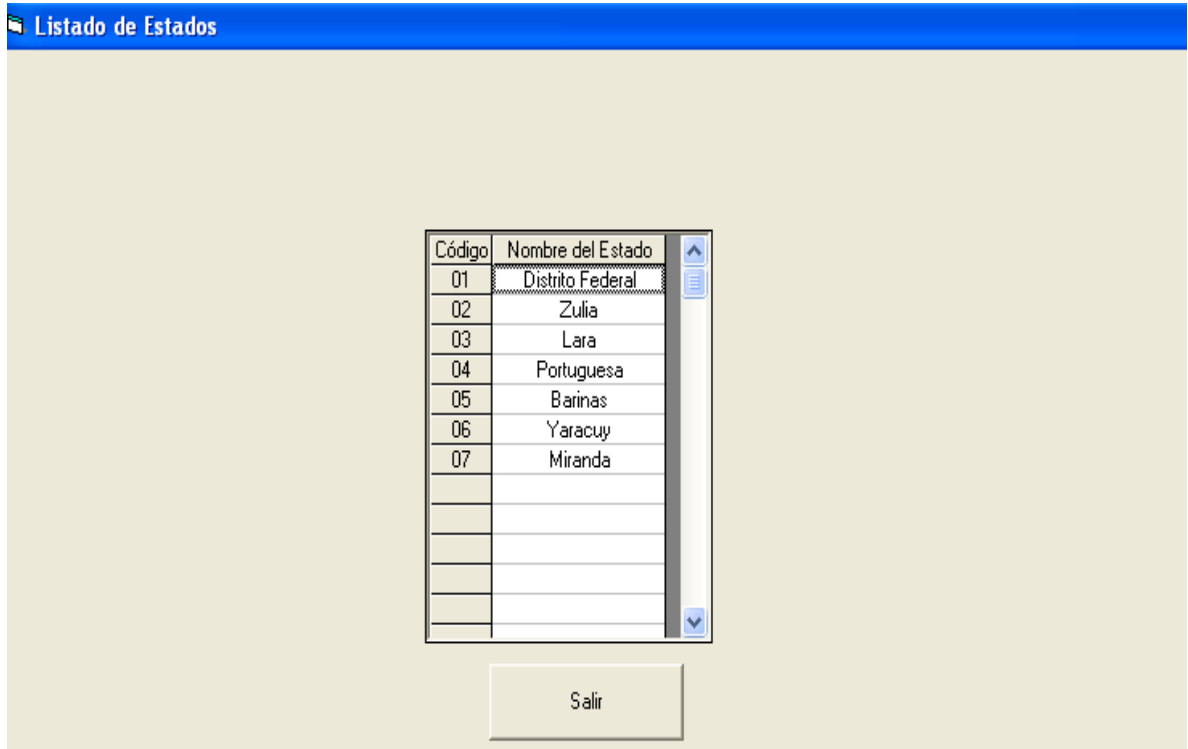 Listado de Estados
Código Nombre del Estado
01 Distrito Federal
02 Zulia
03 Lara
04 Portuguesa
05 Barinas
06 Yaracuy
07 Miranda
Salir